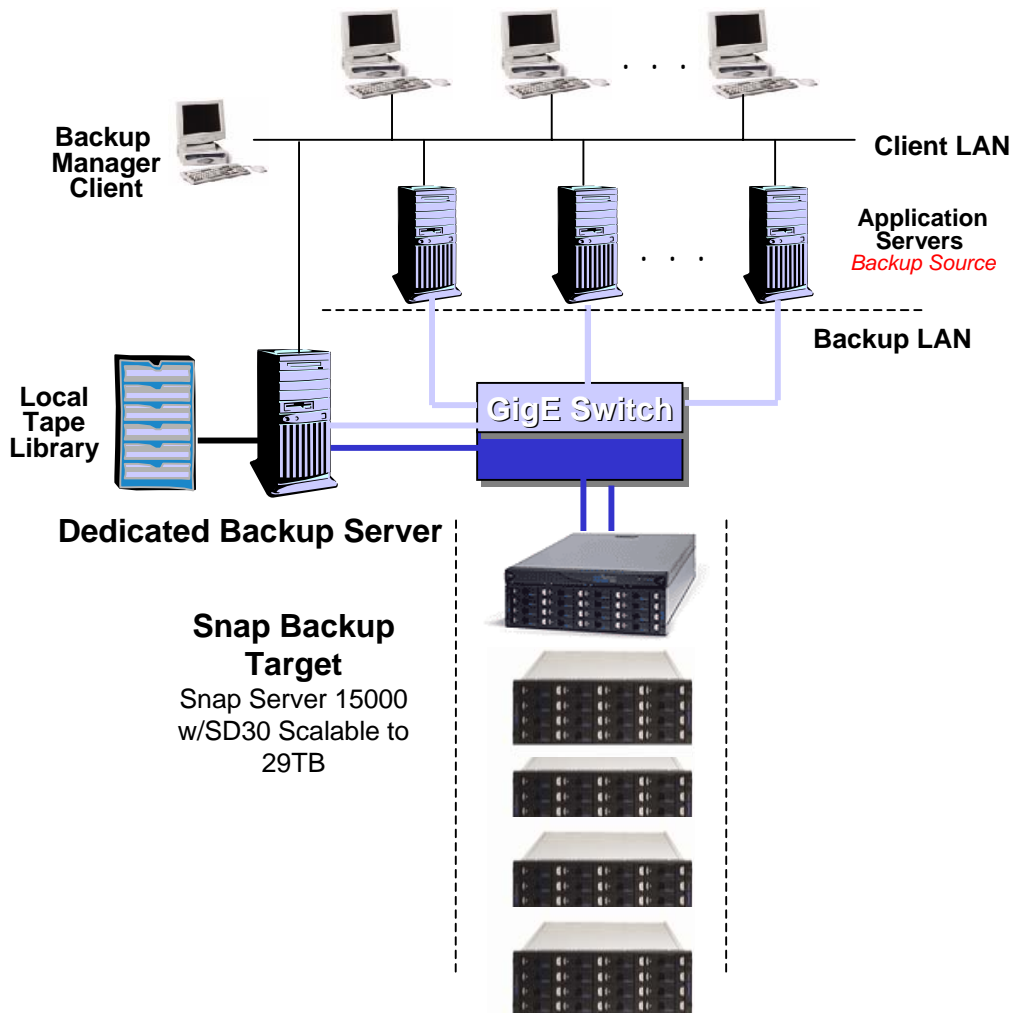 Backup
Manager
Client
Client LAN
Application
Servers
Backup Source
Backup LAN
Local
Tape
Library
GigE Switch
Dedicated Backup Server
Snap Backup
Target
Snap Server 15000
w/SD30 Scalable to
29TB